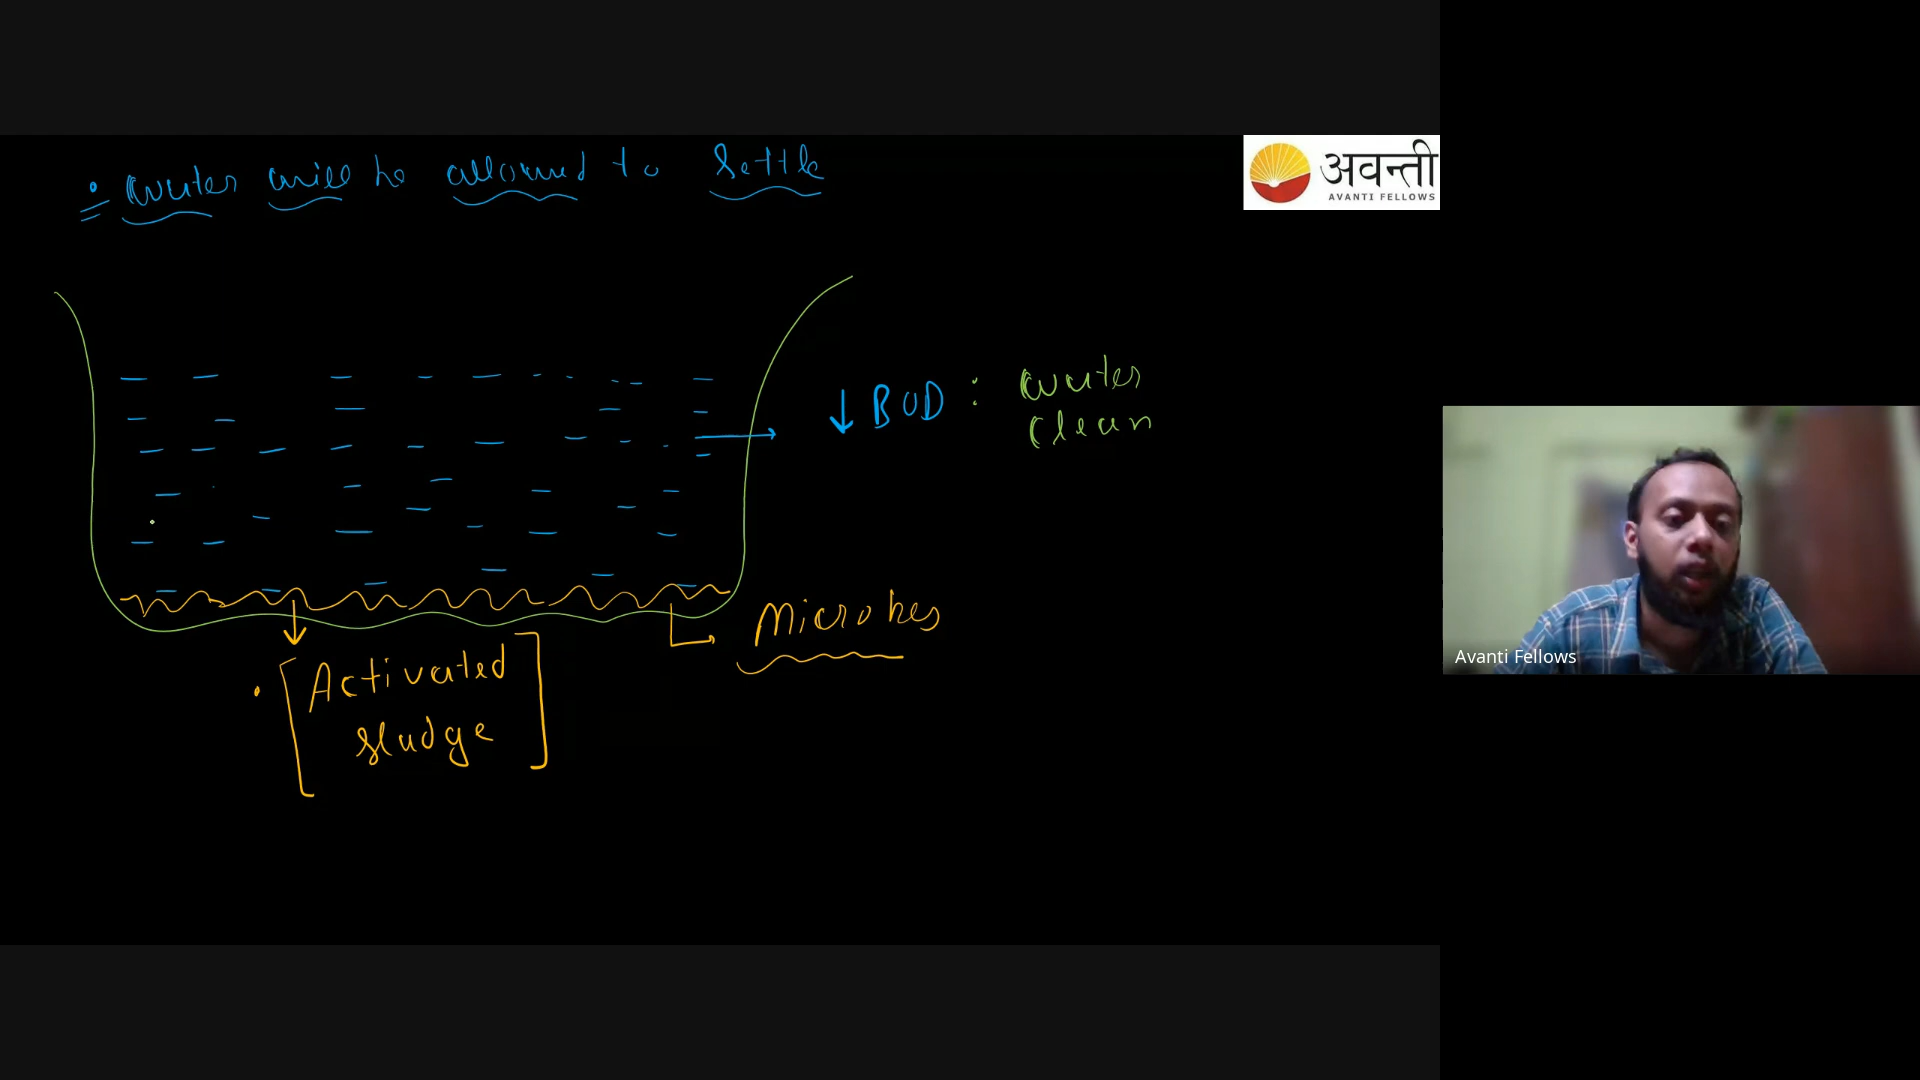 : water will be allowed to settle
अवन्ती
AVANTI FELLOWS
↓ BOD : water
clean
Microbes
Avanti Fellows
. [Activated
sludge]